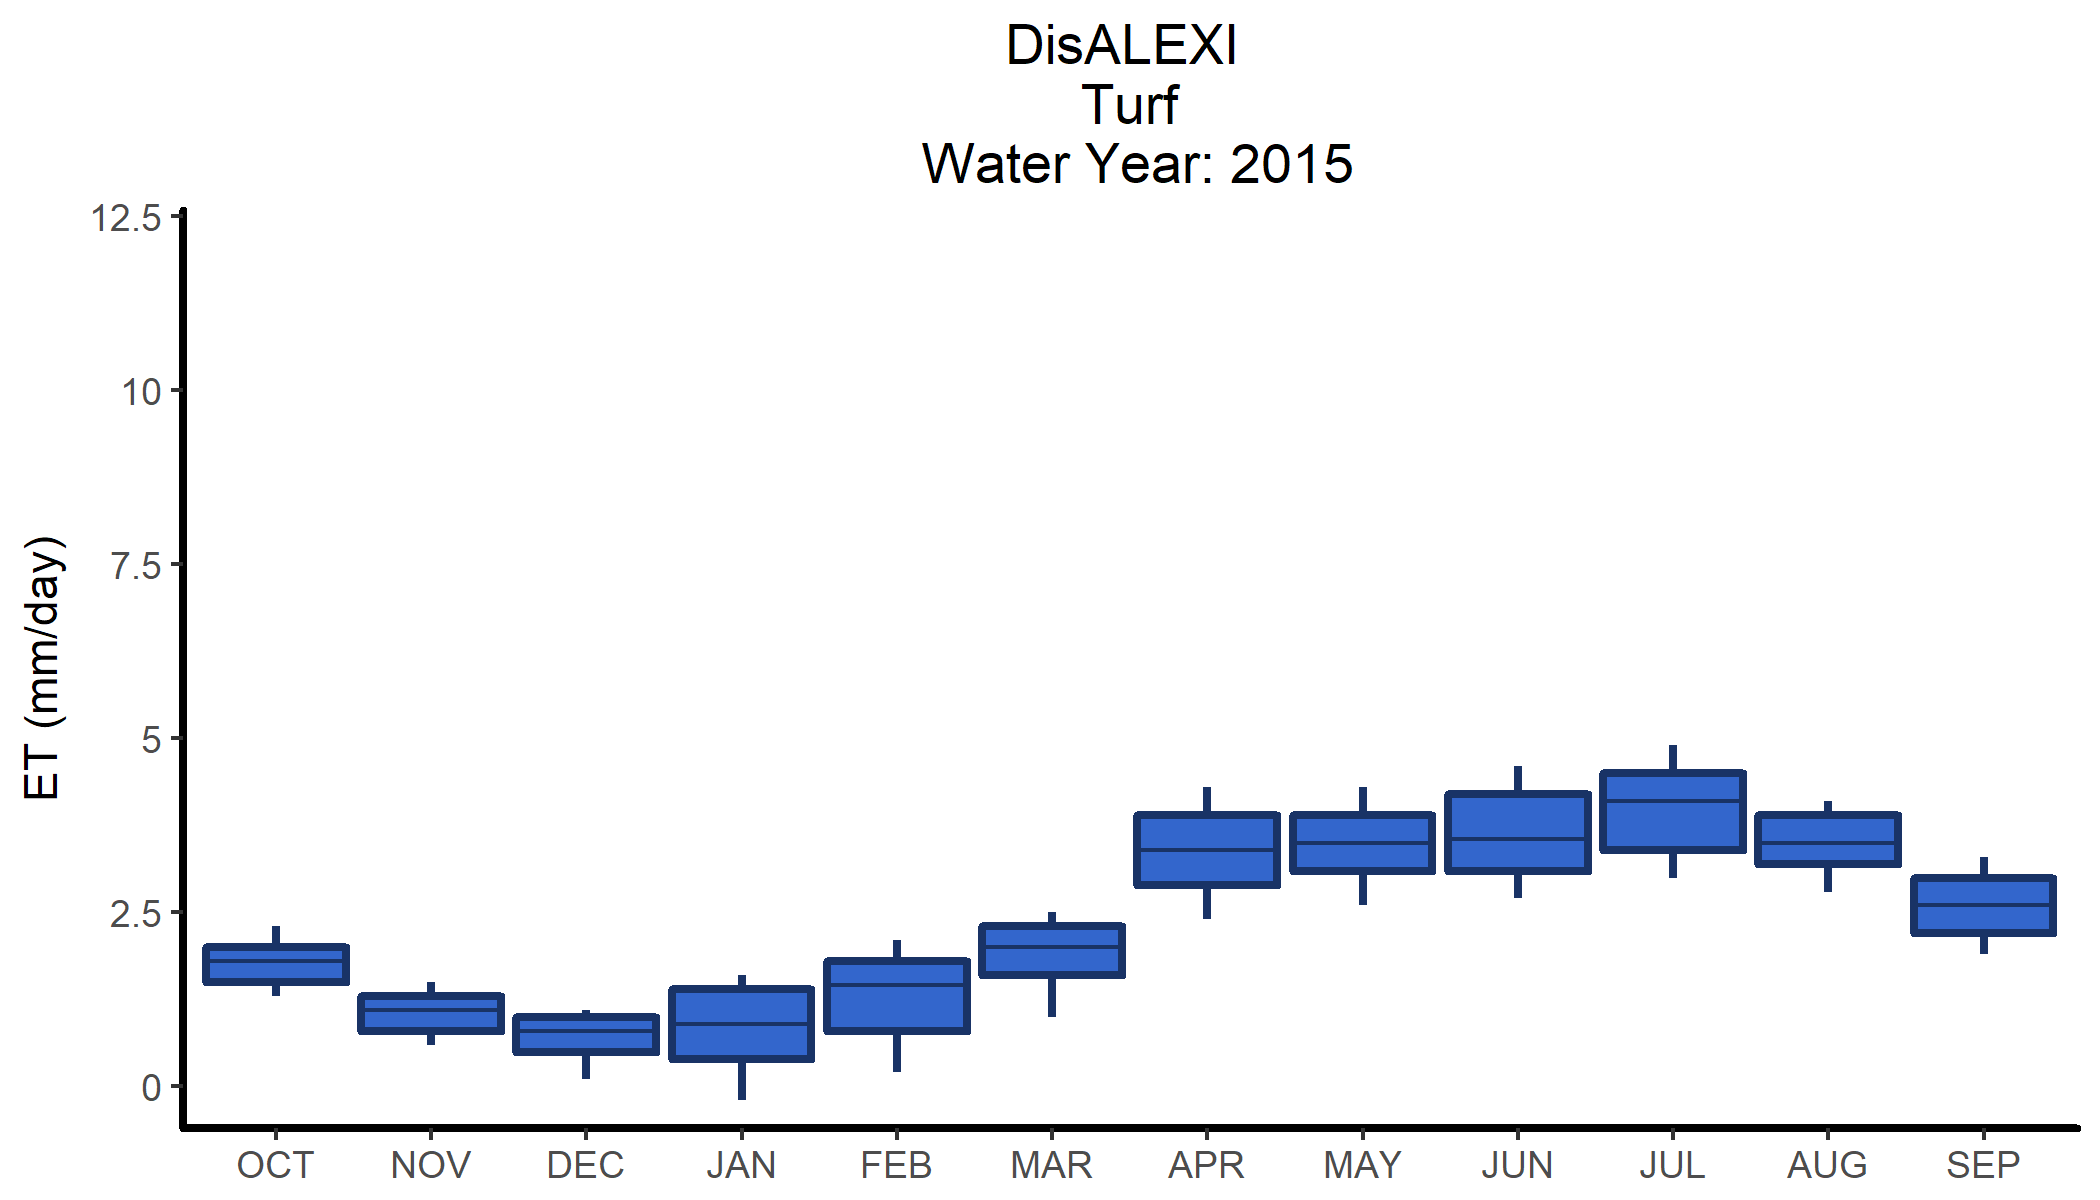 DisALEXI
Turf
Water Year: 2015
12.5
10
7.5
5
2.5
0
ET (mm/day)
OCT NOV DEC JAN FEB MAR APR MAY JUN JUL AUG SEP